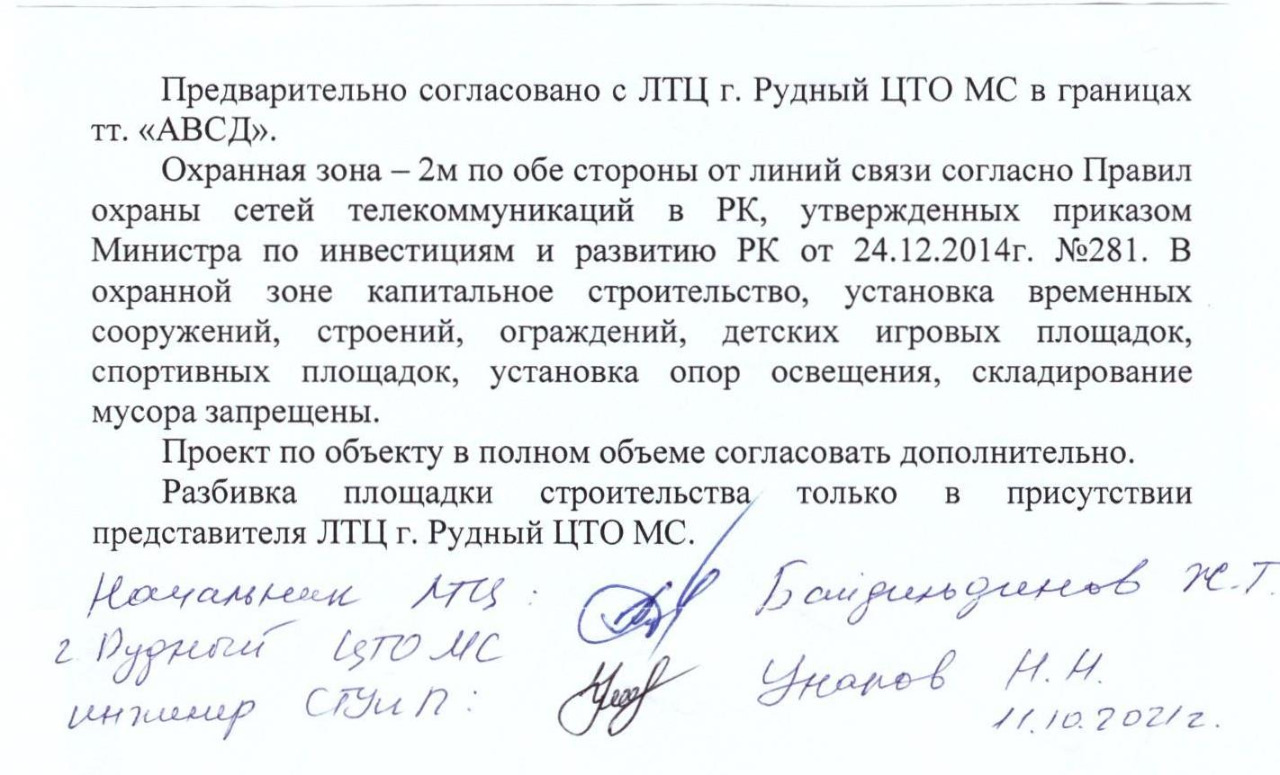 Предварительно согласовано с ЛТЦ г. Рудный ЦТО МС в границах
тт. «АВСД».
Охранная зона – 2м по обе стороны от линий связи согласно Правил
охраны сетей телекоммуникаций в РК, утвержденных приказом
Министра по инвестициям и развитию РК от 24.12.2014г. №281. В
охранной зоне капитальное строительство, установка временных
сооружений, строений, ограждений, детских игровых площадок,
спортивных площадок, установка опор освещения, складирование
мусора запрещены.
Проект по объекту в полном объеме согласовать дополнительно.
Разбивка площадки строительства только в присутствии
представителя ЛТЦ г. Рудный ЦТО МС.
Начальник ЛТЦ : Байдильдинов Ж.Т.
г. Рудный ЦТО МС
инженер СТУиП : Унаров Н.Н.
11.10.2021г.